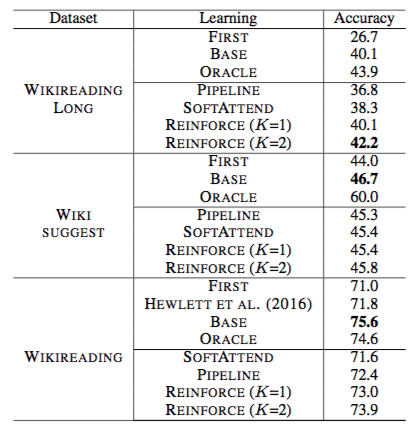 Dataset Learning Accuracy
FIRST 26.7
BASE 40.1
ORACLE 43.9
WIKIREADING PIPELINE 36.8
LONG SOFTATTEND 38.3
REINFORCE (K=1) 40.1
REINFORCE (K=2) 42.2
FIRST 44.0
BASE 46.7
ORACLE 60.0
WIKI PIPELINE 45.3
SUGGEST SOFTATTEND 45.4
REINFORCE (K=1) 45.4
REINFORCE (K=2) 45.8
FIRST 71.0
HEWLETT ET AL. (2016) 71.8
BASE 75.6
ORACLE 74.6
WIKIREADING SOFTATTEND 71.6
PIPELINE 72.4
REINFORCE (K=1) 73.0
REINFORCE (K=2) 73.9